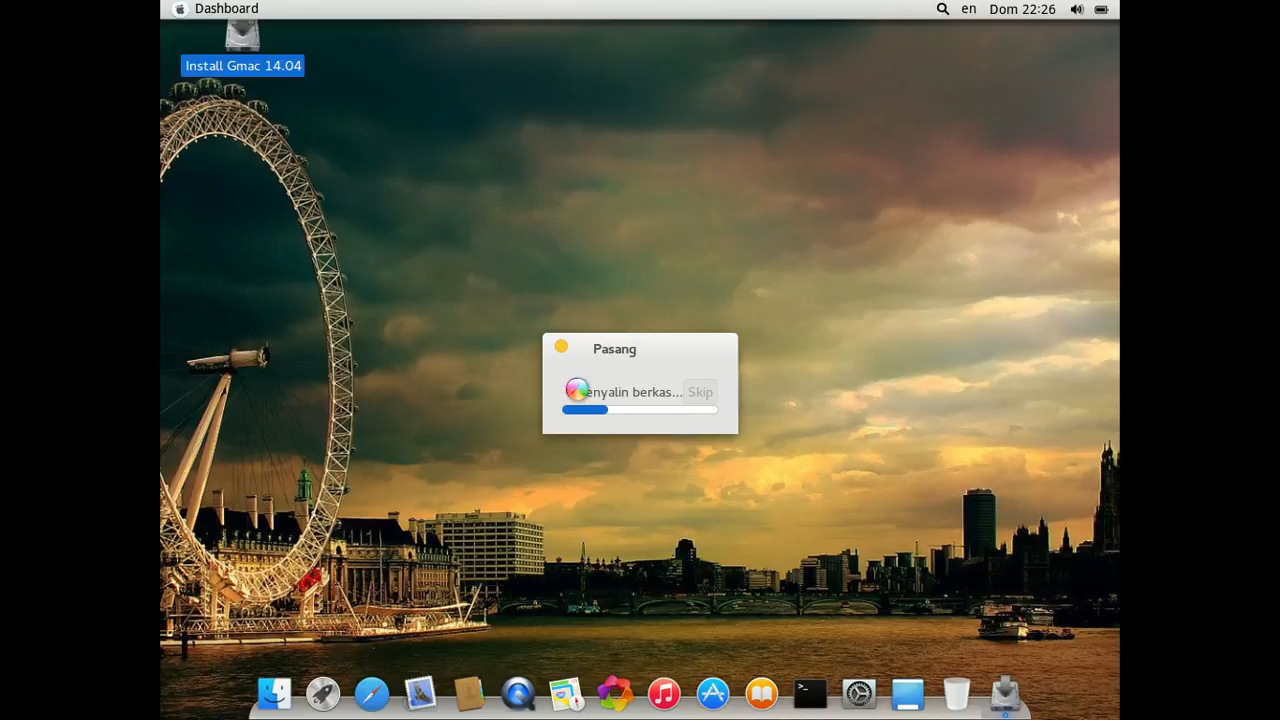 Dashboard
en
Dom 22:26
Install Gmac 14.04
Pasang
enyalin berkas...
Skip
>_